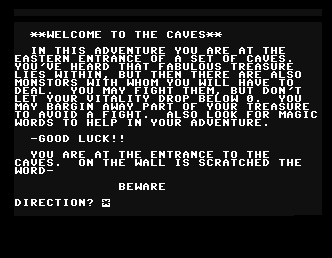 **WELCOME TO THE CAVES**
IN THIS ADVENTURE YOU ARE AT THE
EASTERN ENTRANCE OF A SET OF CAVES.
YOU'VE HEARD THAT FABULOUS TREASURE
LIES WITHIN, BUT THEN THERE ARE ALSO
MONSTORS WITH WHOM YOU WILL HAVE TO
DEAL.  YOU MAY FIGHT THEM, BUT DON'T
LET YOUR VITALITY DROP BELOW 0.  YOU
MAY BARGIN AWAY PART OF YOUR TREASURE
TO AVOID A FIGHT.  ALSO LOOK FOR MAGIC
WORDS TO HELP IN YOUR ADVENTURE.
-GOOD LUCK!!
YOU ARE AT THE ENTRANCE TO THE
CAVES.  ON THE WALL IS SCRATCHED THE
WORD-
BEWARE
DIRECTION? *